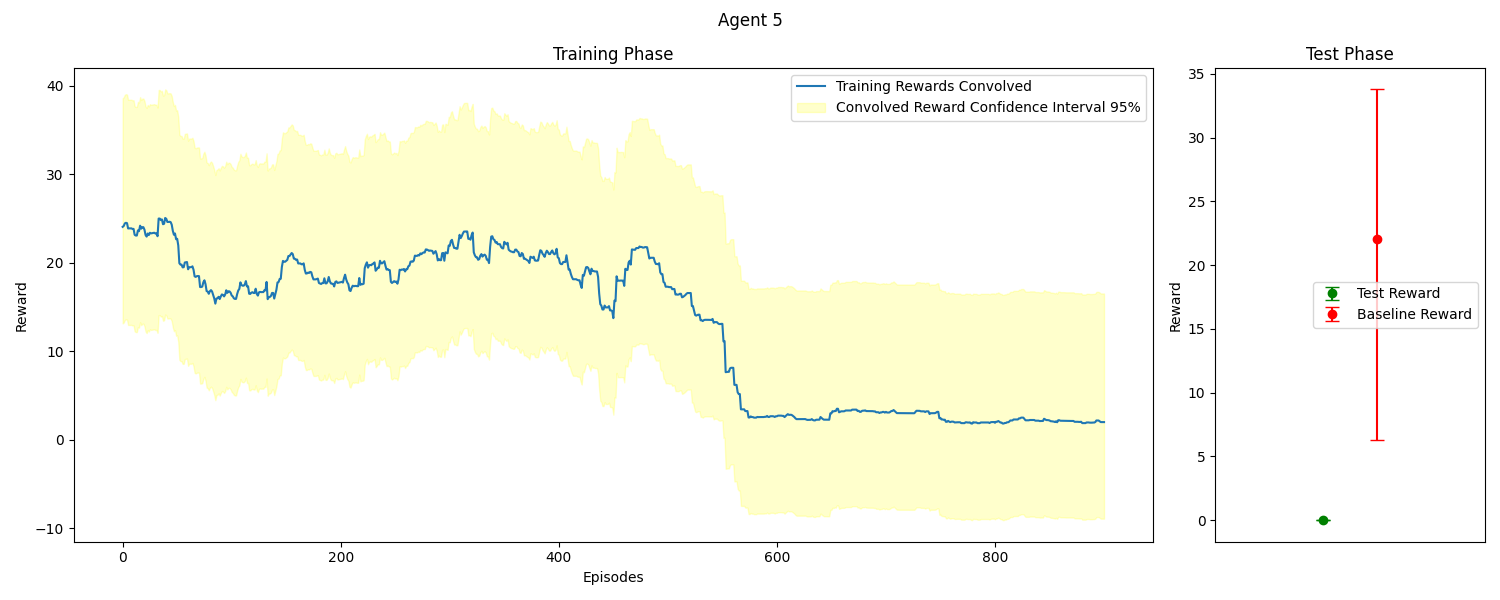 Agent 5
Training Phase
Training Rewards Convolved
Convolved Reward Confidence Interval 95%
40
30
20
10
0
−10
Reward
0
200
400
600
800
Episodes
Test Phase
35
30
25
20
15
10
5
0
Reward
Test Reward
Baseline Reward